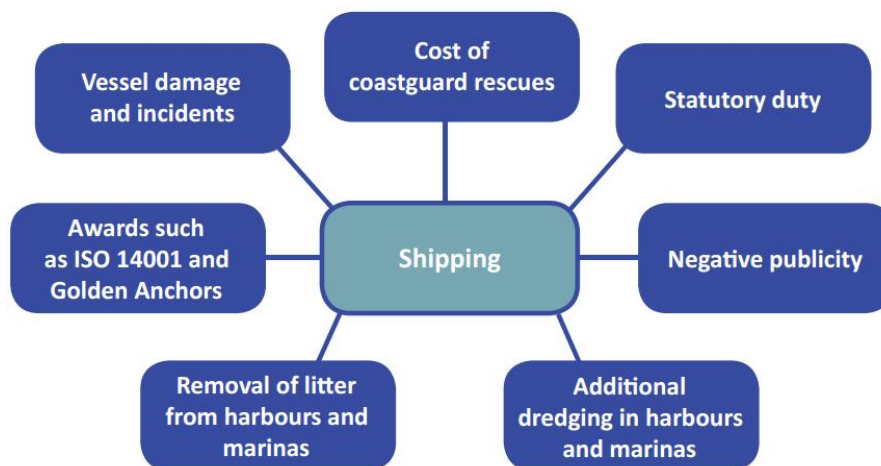 Cost of
coastguard rescues
Vessel damage
and incidents
Statutory duty
Awards such
as ISO 14001 and
Golden Anchors
Shipping
Negative publicity
Removal of litter
from harbours and
marinas
Additional
dredging in harbours
and marinas